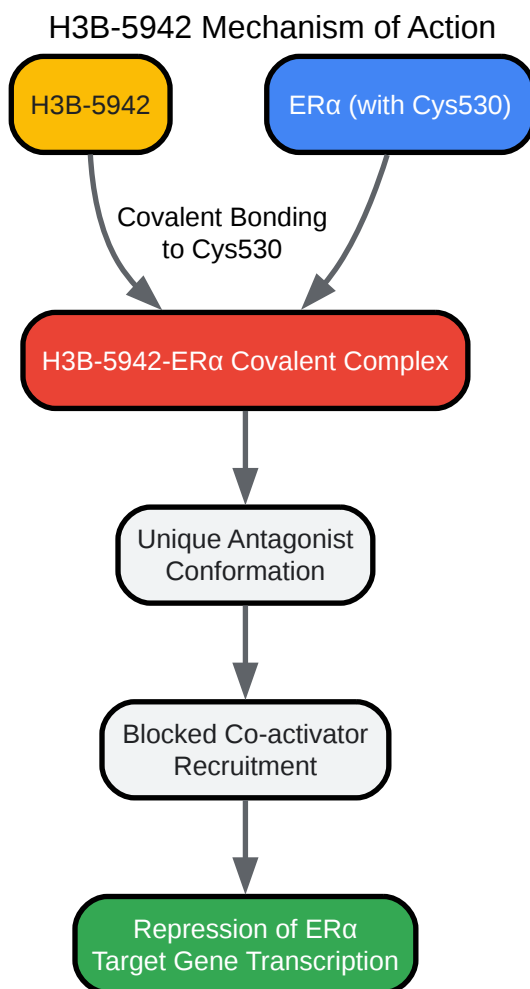 H3B-5942 Mechanism of Action
H3B-5942
ERα (with Cys530)
Covalent Bonding
to Cys530
H3B-5942-ERα Covalent Complex
Unique Antagonist
Conformation
Blocked Co-activator
Recruitment
Repression of ERα
Target Gene Transcription